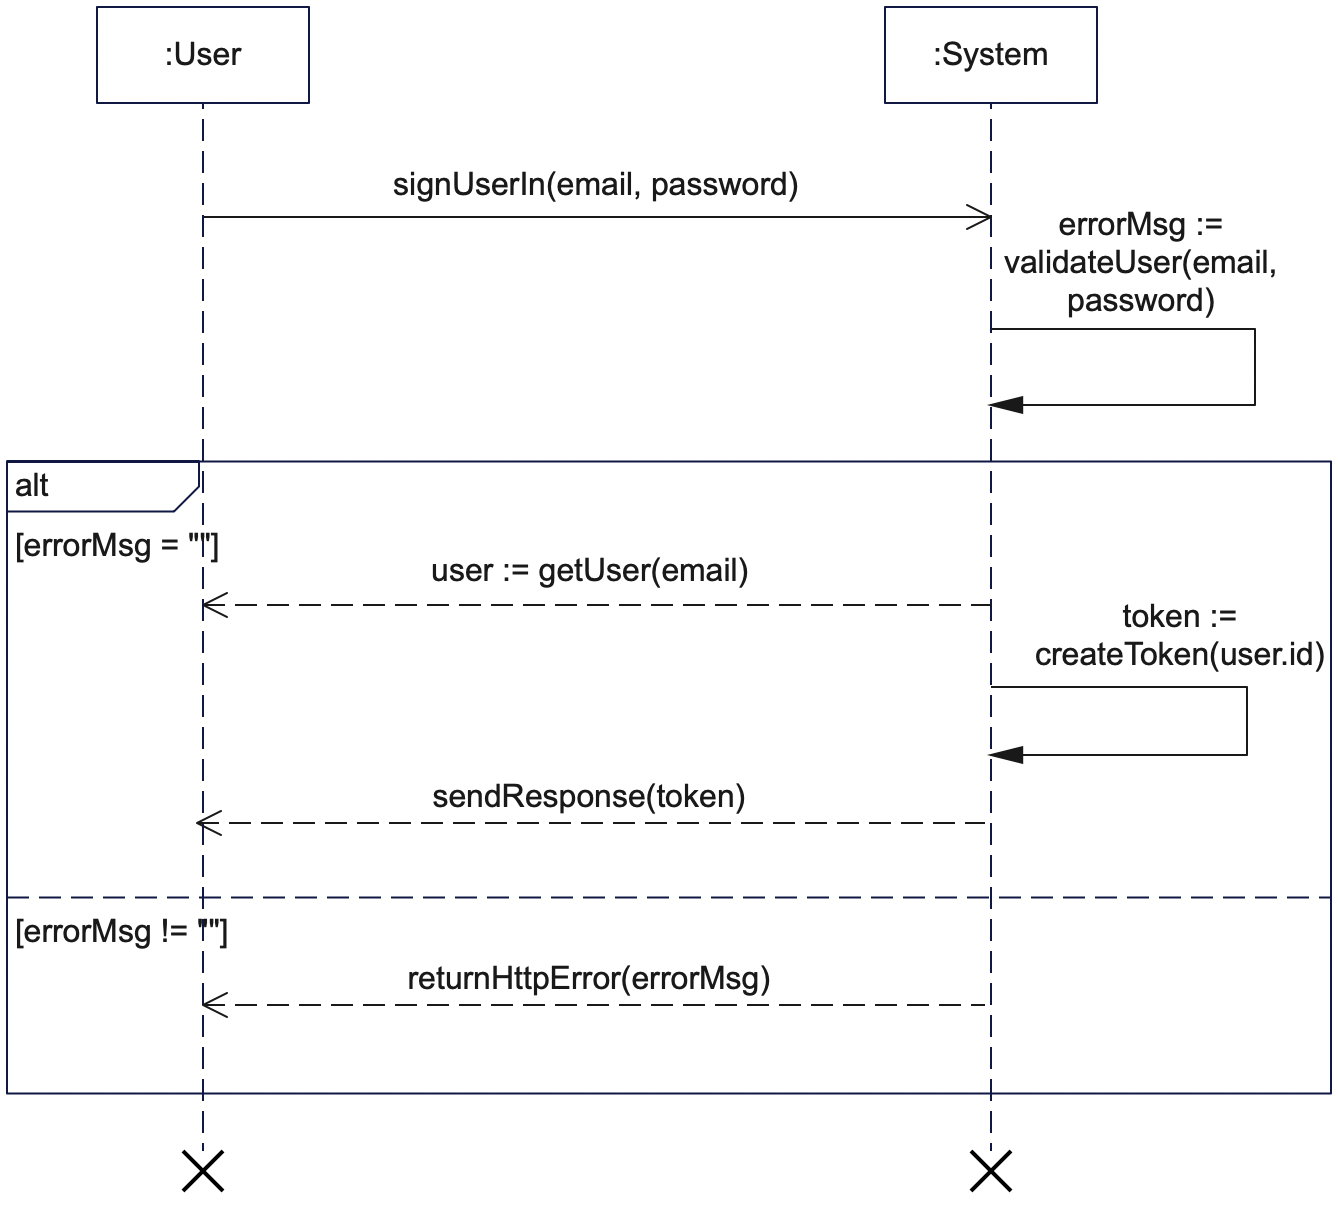 :User
:System
signUserIn(email, password)
errorMsg :=
validateUser(email,
password)
alt
[errorMsg = ""]
user := getUser(email)
token :=
createToken(user.id)
sendResponse(token)
[errorMsg != ""]
returnHttpError(errorMsg)